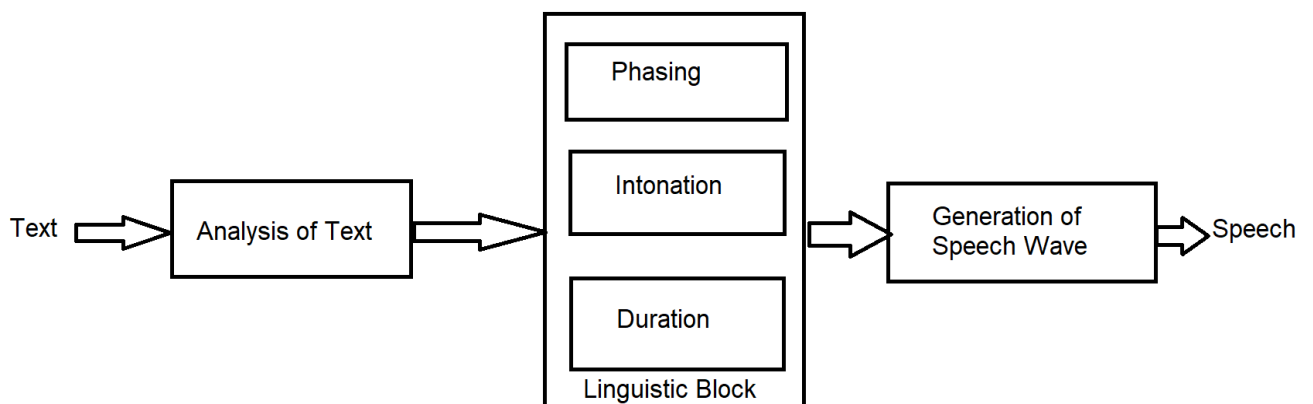 Text
Analysis of Text
Phasing
Intonation
Duration
Linguistic Block
Generation of
Speech Wave
Speech